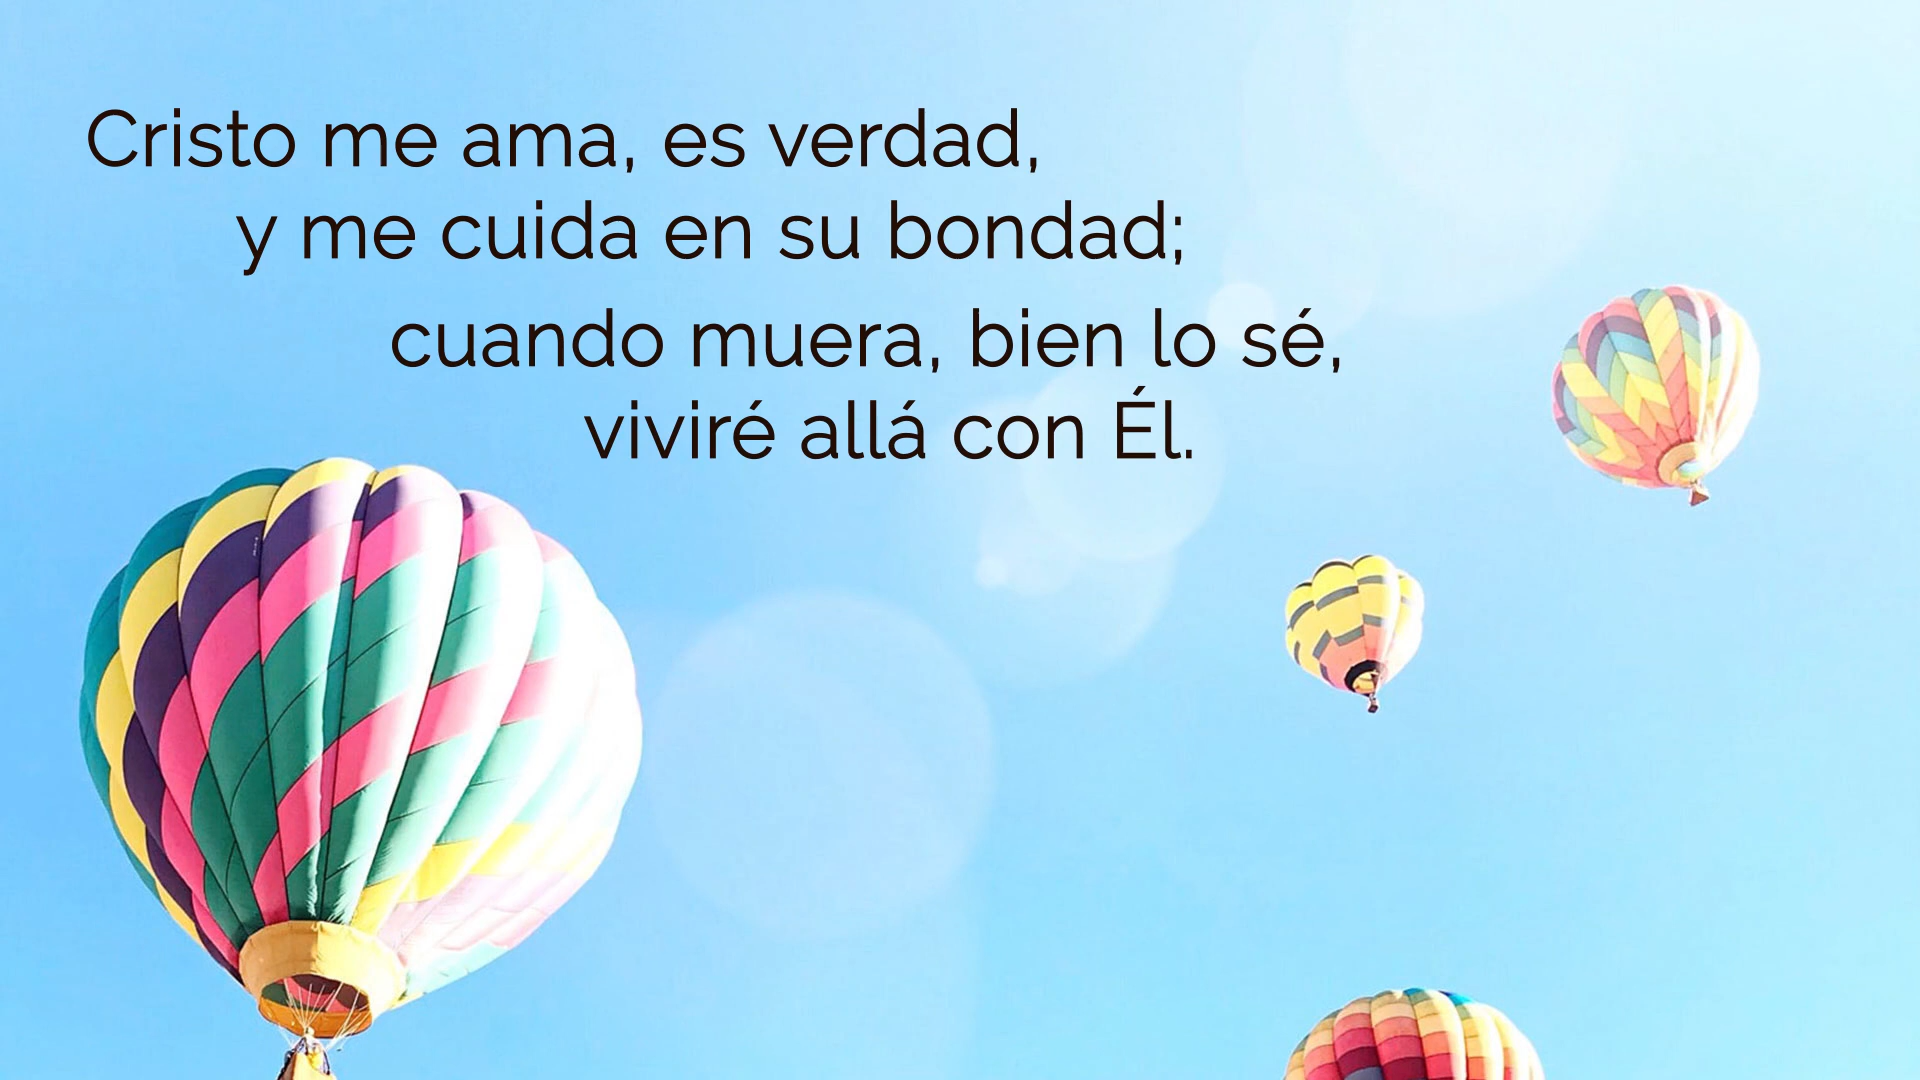 Cristo me ama, es verdad,
y me cuida en su bondad;
cuando muera, bien lo sé,
viviré allá con Él.